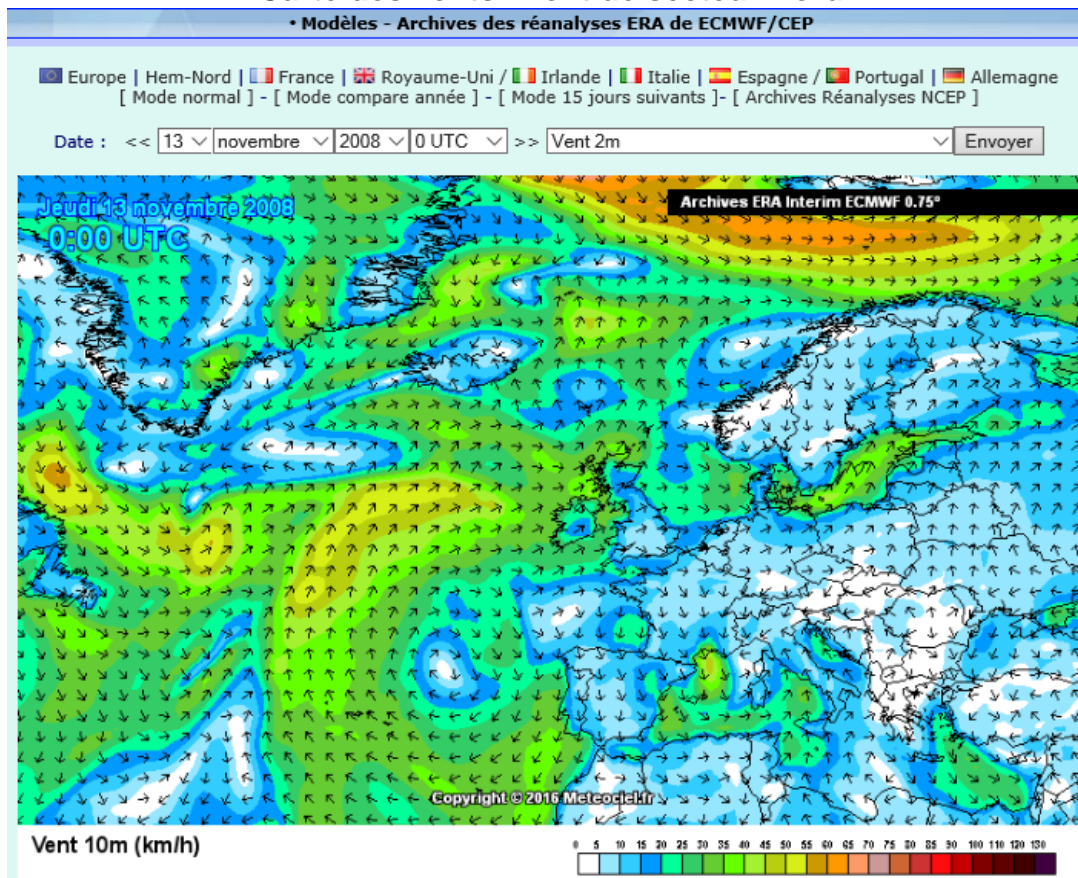 • Modèles - Archives des réanalyses ERA de ECMWF/CEP
Europe | Hem-Nord | France | Royaume-Uni / Irlande | Italie | Espagne / Portugal | Allemagne
[ Mode normal ] - [ Mode compare année ] - [ Mode 15 jours suivants ]- [ Archives Réanalyses NCEP ]
Date : << 13 novembre 2008 0 UTC >> Vent 2m Envoyer
Jeudi 13 novembre 2008
0:00 UTC
Archives ERA Interim ECMWF 0.75°
Copyright © 2016 Meteociel.fr
Vent 10m (km/h)
0 5 10 15 20 25 30 35 40 45 50 55 60 65 70 75 80 85 90 100 110 120 130